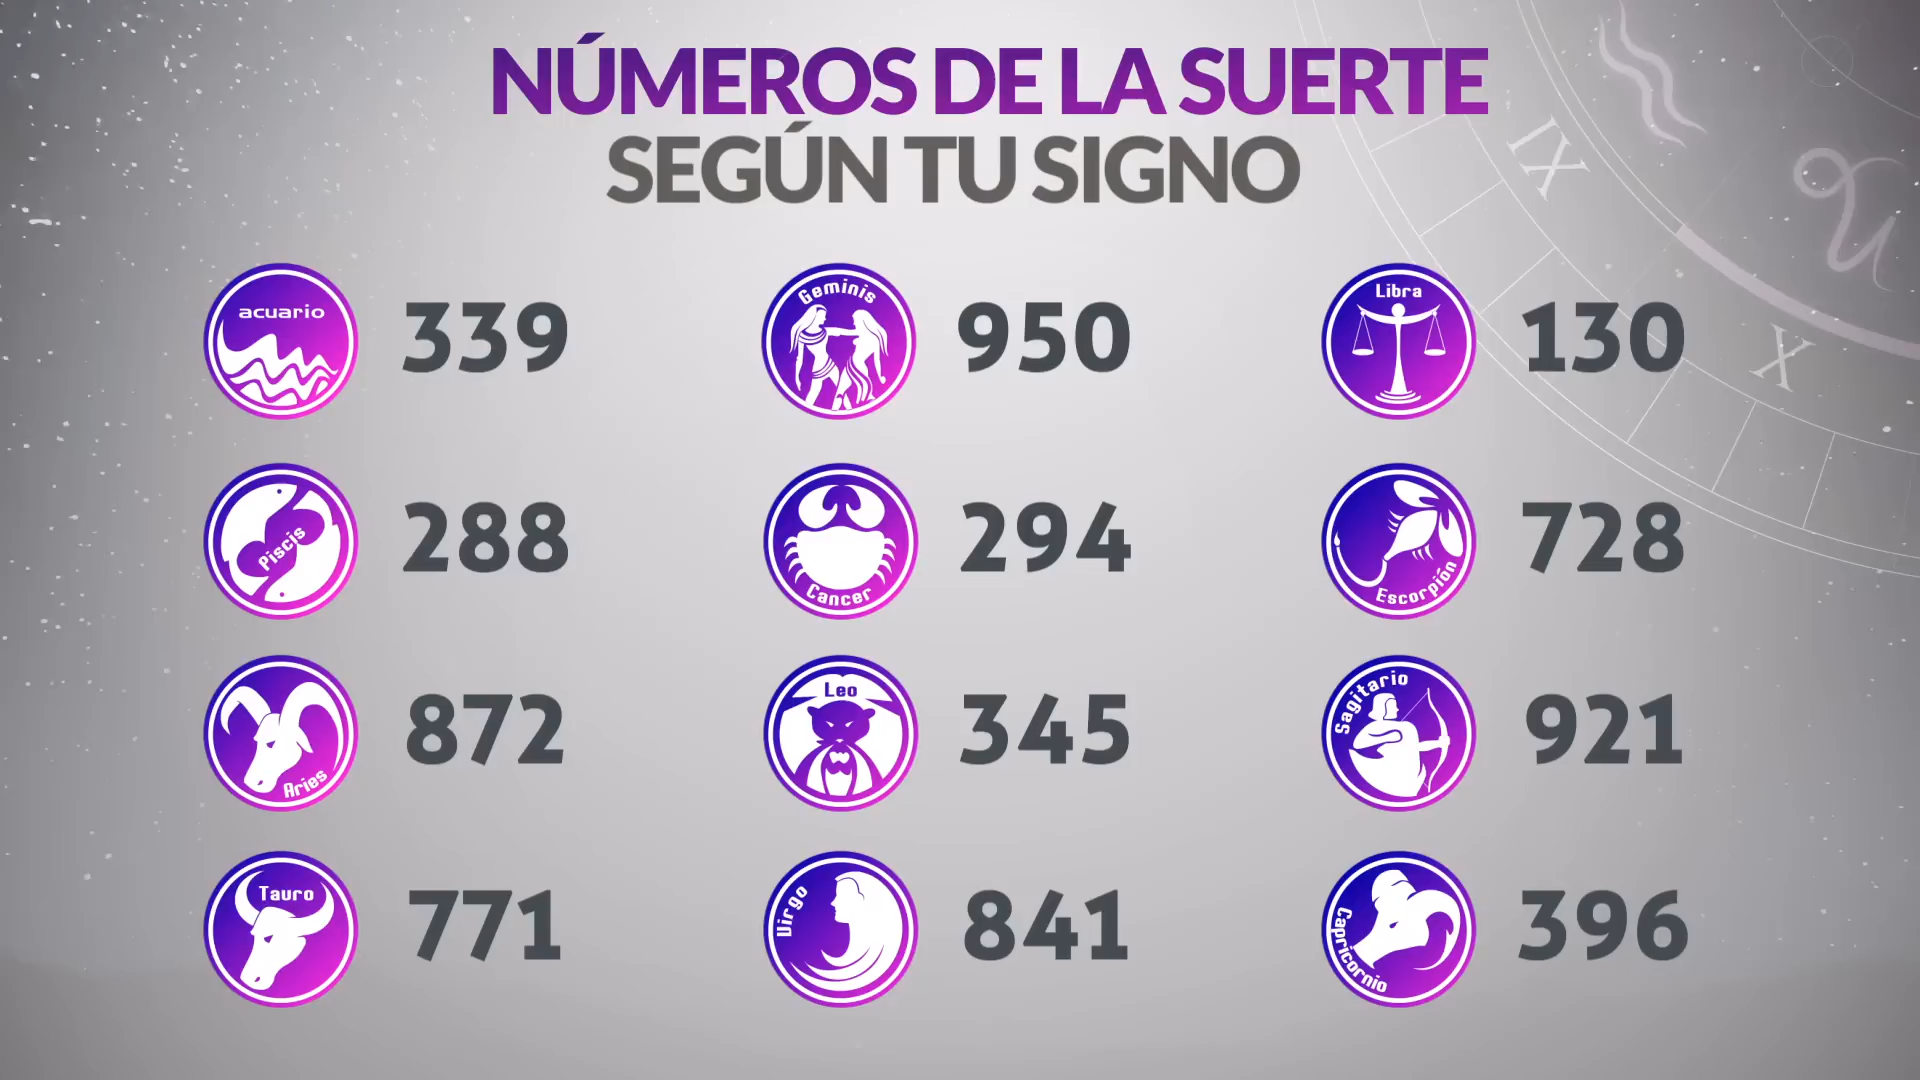 NÚMEROS DE LA SUERTE
SEGÚN TU SIGNO
IX
X
acuario 339
Geminis 950
Libra 130
Piscis 288
Cancer 294
Escorpión 728
Aries 872
Leo 345
Sagitario 921
Tauro 771
Virgo 841
Capricornio 396